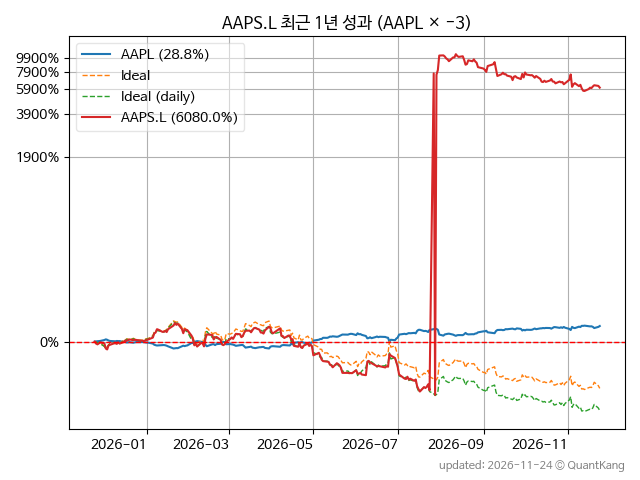 AAPS.L 최근 1년 성과 (AAPL × −3)
9900%
7900%
5900%
3900%
1900%
0%
AAPL (28.8%)
Ideal
Ideal (daily)
AAPS.L (6080.0%)
2026-01
2026-03
2026-05
2026-07
2026-09
2026-11
updated: 2026-11-24 © QuantKang